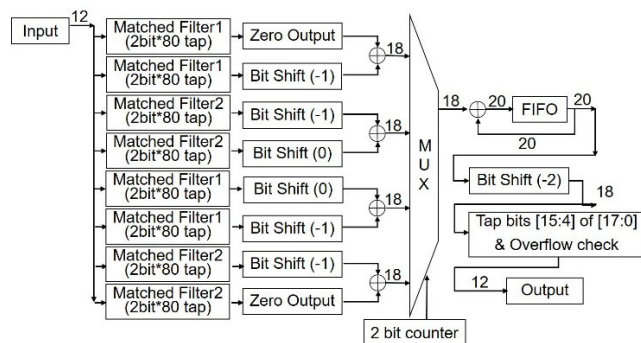 Input
12
Matched Filter1
(2bit*80 tap)
Zero Output
18
Matched Filter1
(2bit*80 tap)
Bit Shift (-1)
Matched Filter2
(2bit*80 tap)
Bit Shift (-1)
18
Matched Filter2
(2bit*80 tap)
Bit Shift (0)
Matched Filter1
(2bit*80 tap)
Bit Shift (0)
18
Matched Filter1
(2bit*80 tap)
Bit Shift (-1)
Matched Filter2
(2bit*80 tap)
Bit Shift (-1)
18
Matched Filter2
(2bit*80 tap)
Zero Output
MUX
2 bit counter
18
20
FIFO
20
20
Bit Shift (-2)
18
Tap bits [15:4] of [17:0]
& Overflow check
12
Output